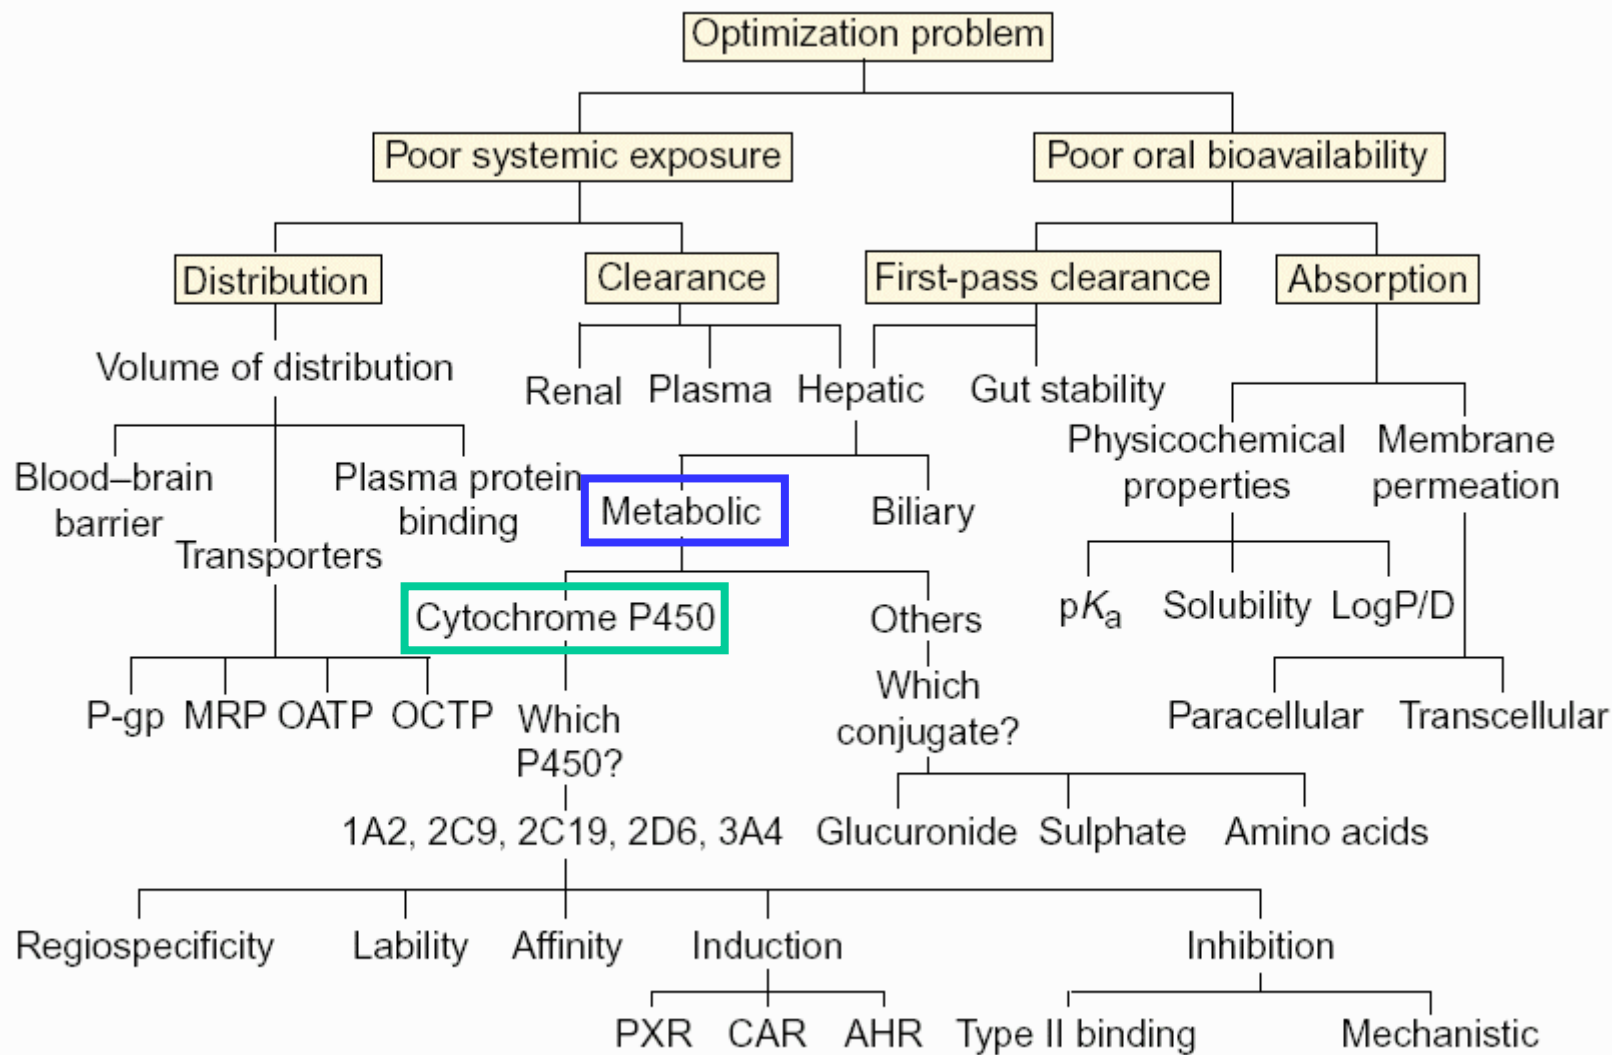 Optimization problem
Poor systemic exposure
Poor oral bioavailability
Distribution
Clearance
First-pass clearance
Absorption
Volume of distribution
Renal
Plasma
Hepatic
Gut stability
Physicochemical
properties
Membrane
permeation
Blood–brain
barrier
Transporters
Plasma protein
binding
Metabolic
Biliary
Cytochrome P450
Others
pKa
Solubility
LogP/D
P-gp
MRP
OATP
OCTP
Which
P450?
Which
conjugate?
Paracellular
Transcellular
1A2, 2C9, 2C19, 2D6, 3A4
Glucuronide
Sulphate
Amino acids
Regiospecificity
Lability
Affinity
Induction
Inhibition
PXR
CAR
AHR
Type II binding
Mechanistic